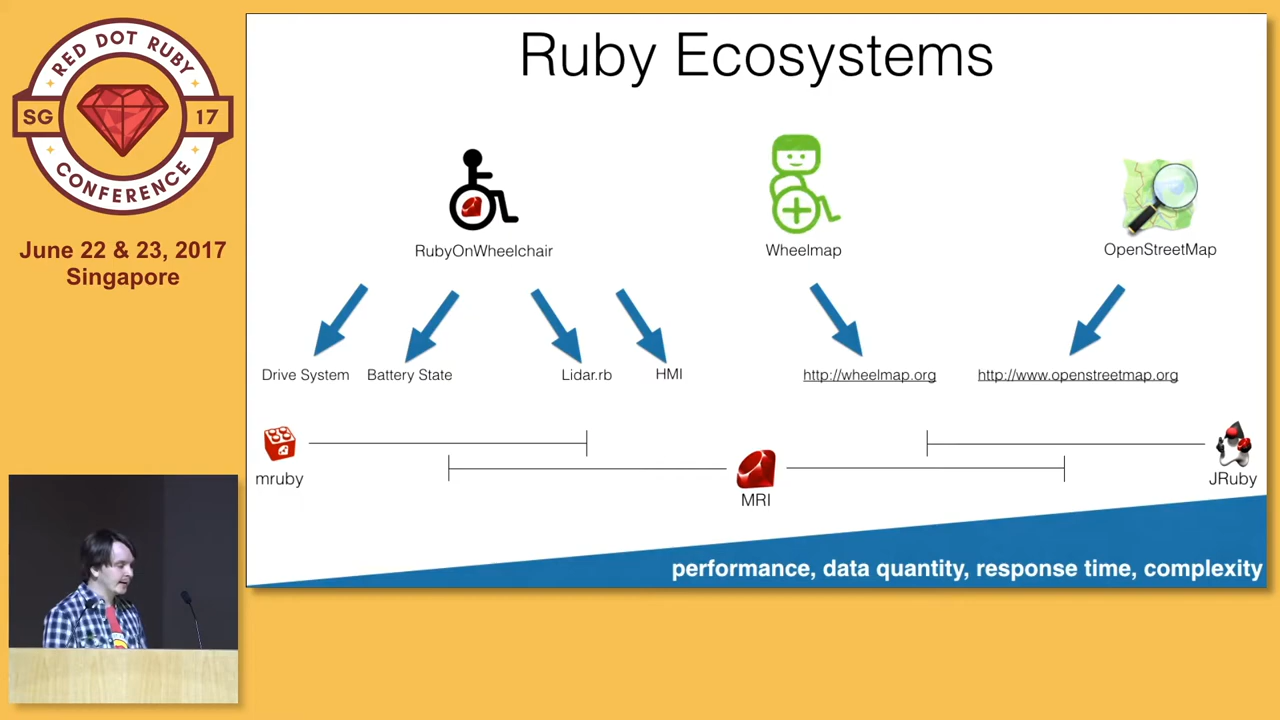 RED DOT RUBY
SG 17
CONFERENCE
June 22 & 23, 2017
Singapore
Ruby Ecosystems
RubyOnWheelchair
Wheelmap
OpenStreetMap
Drive System
Battery State
Lidar.rb
HMI
http://wheelmap.org
http://www.openstreetmap.org
mruby
MRI
JRuby
performance, data quantity, response time, complexity